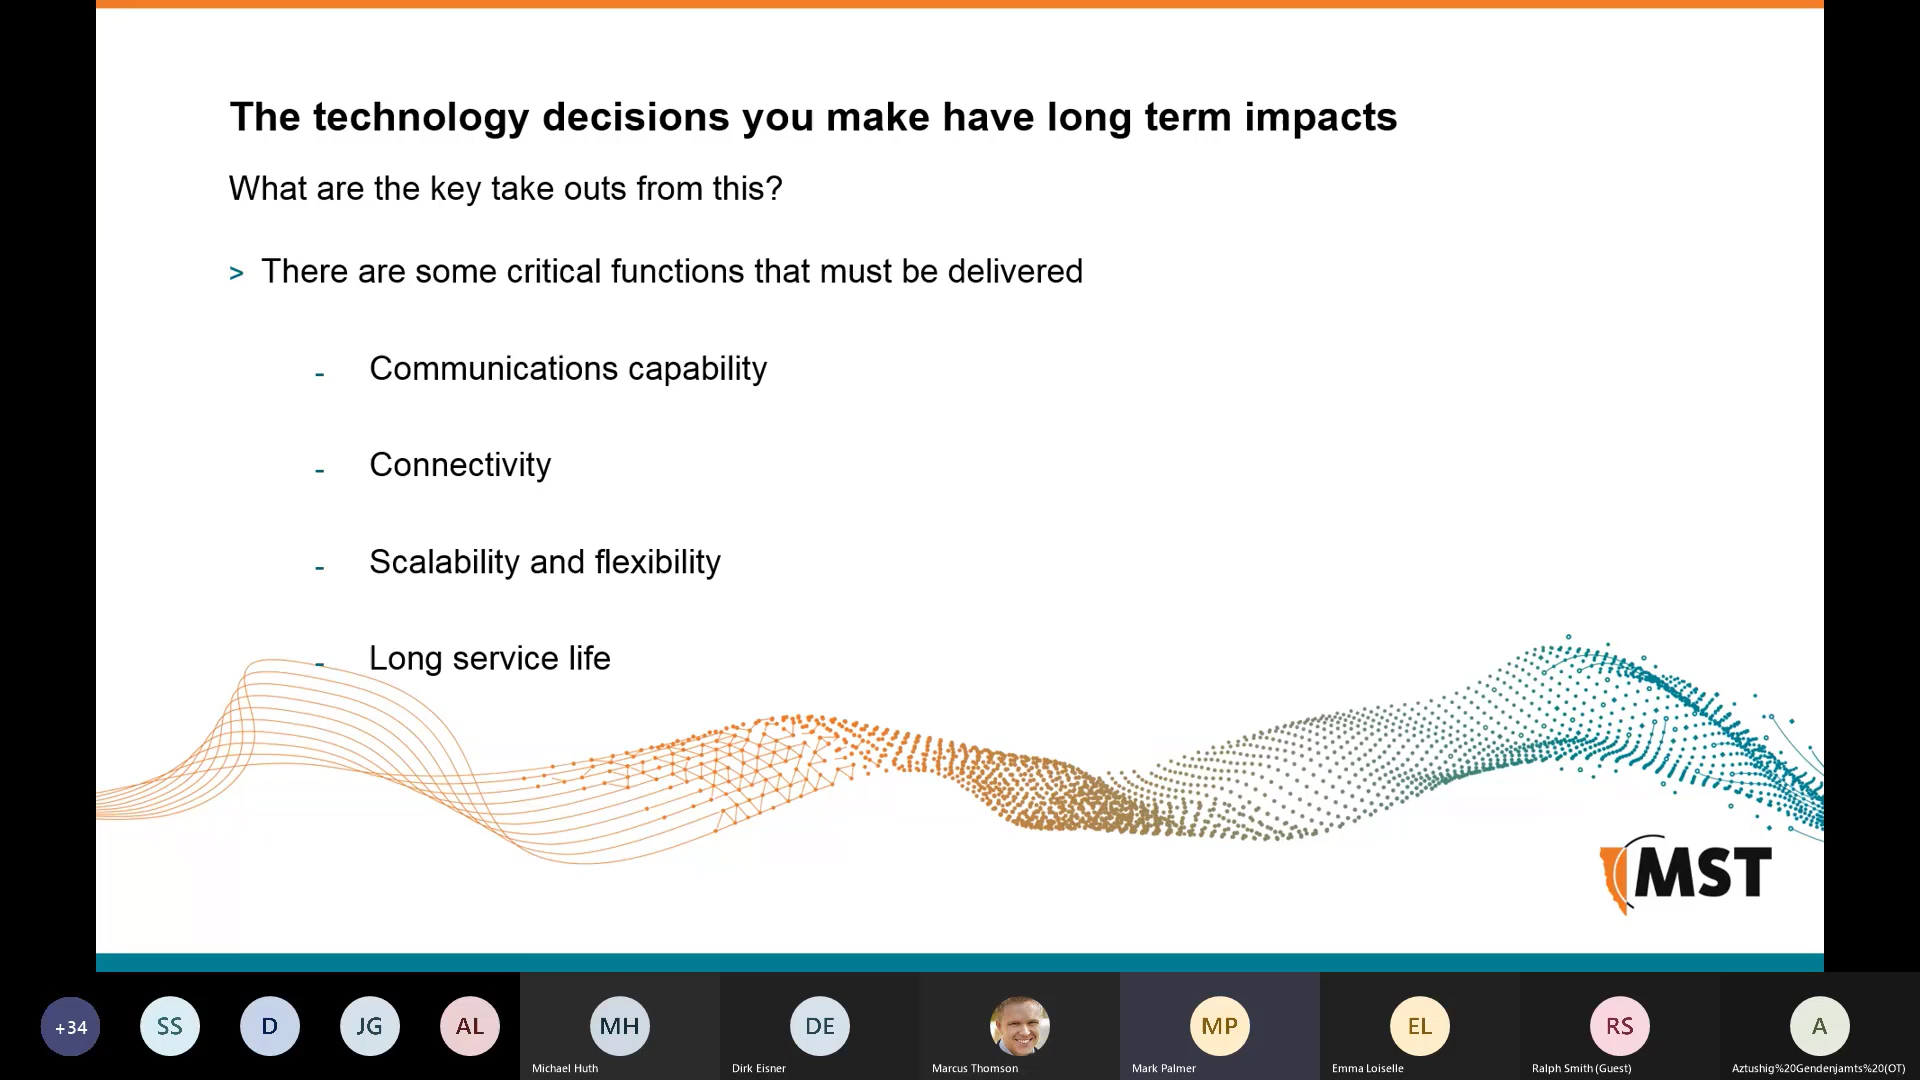 The technology decisions you make have long term impacts
What are the key take outs from this?
> There are some critical functions that must be delivered
- Communications capability
- Connectivity
- Scalability and flexibility
- Long service life
MST
+34
SS
D
JG
AL
MH
DE
MP
EL
RS
A
Michael Huth
Dirk Eisner
Marcus Thomson
Mark Palmer
Emma Loiselle
Ralph Smith (Guest)
Aztushig%20Gendenjamts%20(OT)